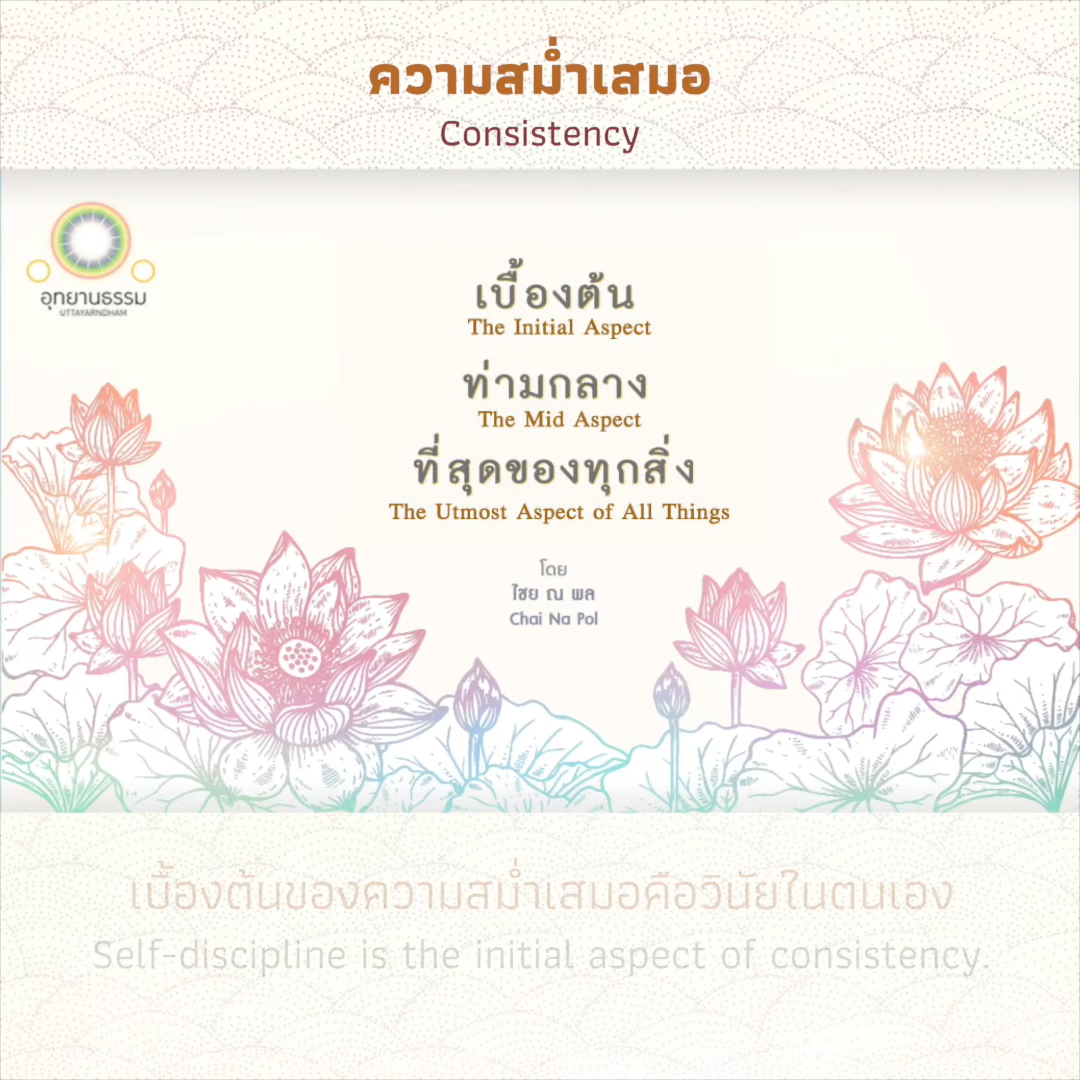 ความสม่ำเสมอ
Consistency
อุทยานธรรม
UTTAYARNDHAM
เบื้องต้น
The Initial Aspect
ท่ามกลาง
The Mid Aspect
ที่สุดของทุกสิ่ง
The Utmost Aspect of All Things
โดย
ไชย ณ พล
Chai Na Pol
เบื้องต้นของความสม่ำเสมอคือวินัยในตนเอง
Self-discipline is the initial aspect of consistency.